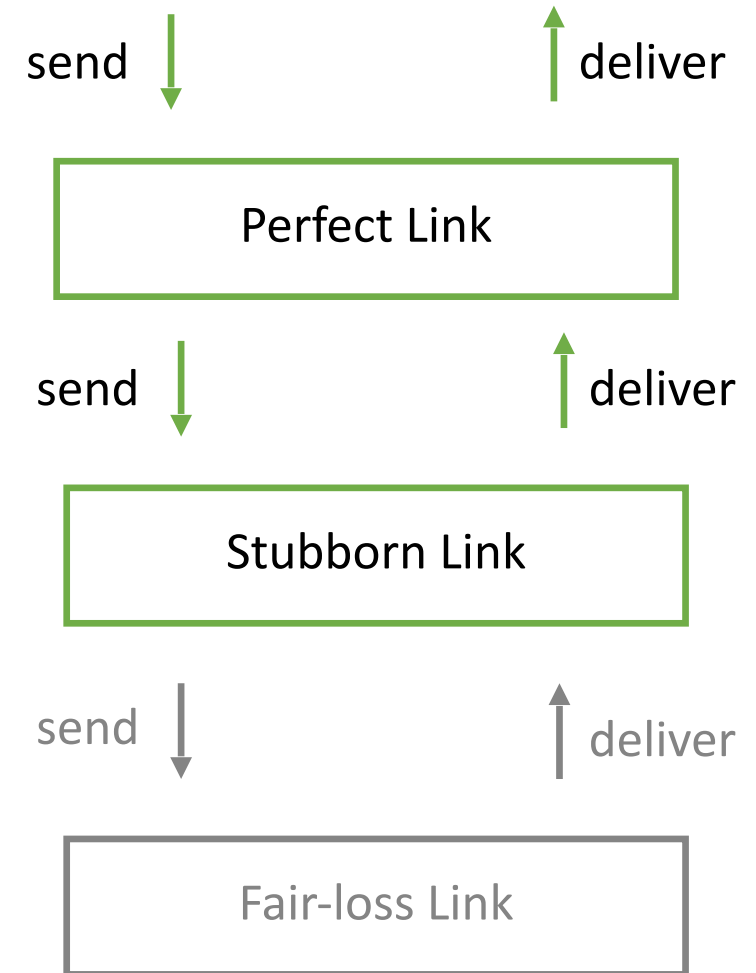 send
deliver
Perfect Link
send
deliver
Stubborn Link
send
deliver
Fair-loss Link